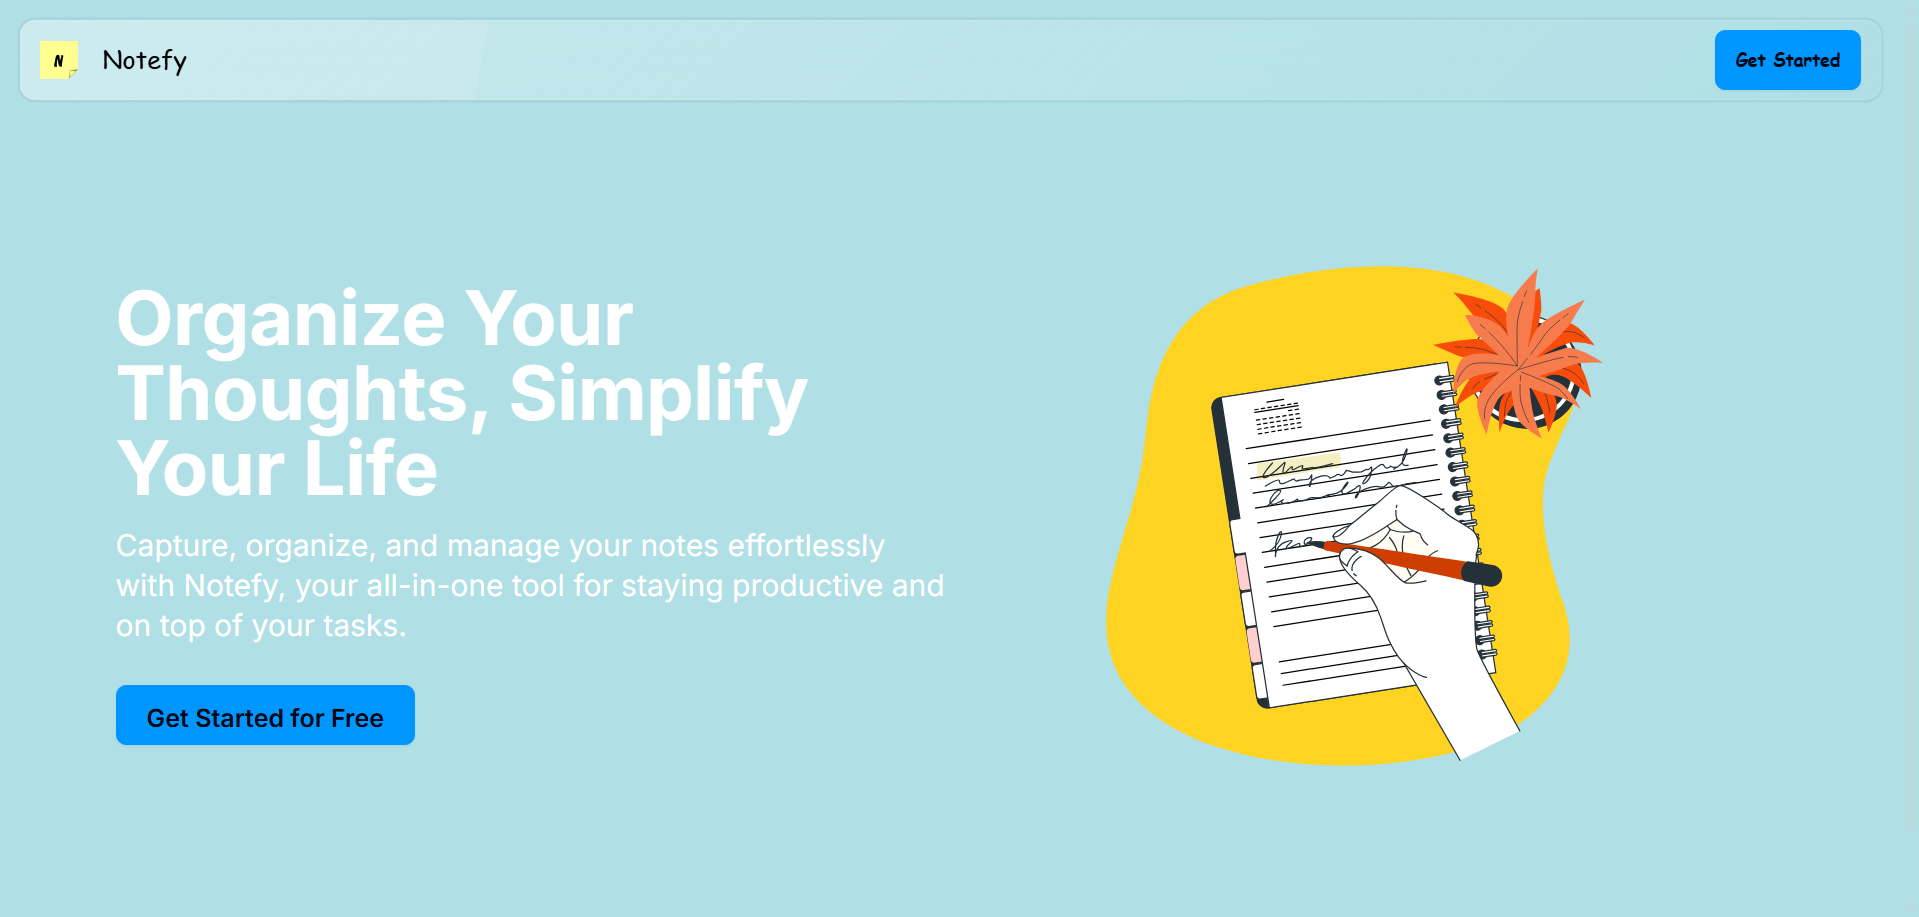 N
Notefy
Get Started
Organize Your
Thoughts, Simplify
Your Life
Capture, organize, and manage your notes effortlessly
with Notefy, your all-in-one tool for staying productive and
on top of your tasks.
Get Started for Free